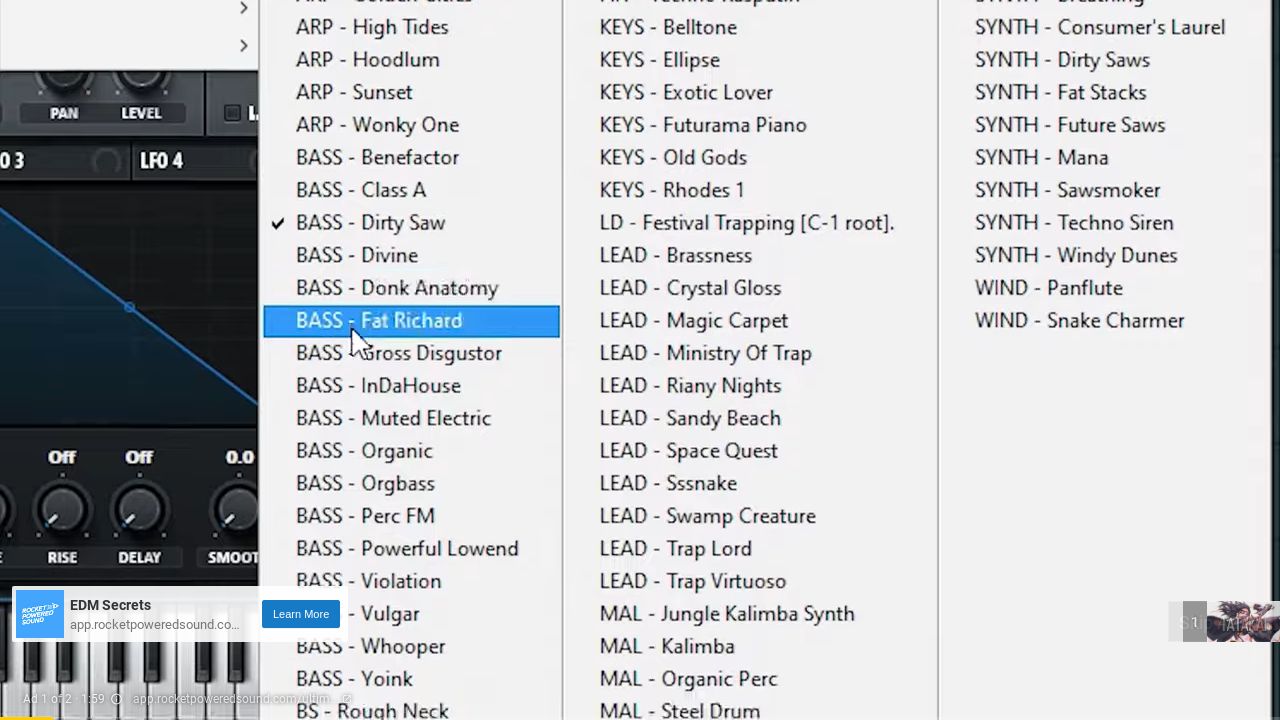 ARP - High Tides
ARP - Hoodlum
ARP - Sunset
ARP - Wonky One
BASS - Benefactor
BASS - Class A
✓ BASS - Dirty Saw
BASS - Divine
BASS - Donk Anatomy
BASS - Fat Richard
BASS - Gross Disgustor
BASS - InDaHouse
BASS - Muted Electric
BASS - Organic
BASS - Orgbass
BASS - Perc FM
BASS - Powerful Lowend
BASS - Violation
- Vulgar
BASS - Whooper
BASS - Yoink
BS - Rough Neck
KEYS - Belltone
KEYS - Ellipse
KEYS - Exotic Lover
KEYS - Futurama Piano
KEYS - Old Gods
KEYS - Rhodes 1
LD - Festival Trapping [C-1 root].
LEAD - Brassness
LEAD - Crystal Gloss
LEAD - Magic Carpet
LEAD - Ministry Of Trap
LEAD - Riany Nights
LEAD - Sandy Beach
LEAD - Space Quest
LEAD - Sssnake
LEAD - Swamp Creature
LEAD - Trap Lord
LEAD - Trap Virtuoso
MAL - Jungle Kalimba Synth
MAL - Kalimba
MAL - Organic Perc
MAL - Steel Drum
SYNTH - Consumer's Laurel
SYNTH - Dirty Saws
SYNTH - Fat Stacks
SYNTH - Future Saws
SYNTH - Mana
SYNTH - Sawsmoker
SYNTH - Techno Siren
SYNTH - Windy Dunes
WIND - Panflute
WIND - Snake Charmer
PAN LEVEL
O 3 LFO 4
Off Off 0.0
RISE DELAY SMOOT
ROCKET POWERED SOUND
EDM Secrets
app.rocketpoweredsound.co...
Learn More
Ad 1 of 2 · 1:59 app.rocketpoweredsound.com/ultim...
1